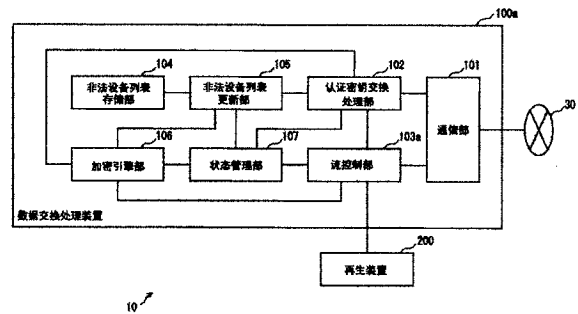 100a
104
105
102
101
非法设备列表
存储部
非法设备列表
更新部
认证密钥交换
处理部
通信部
30
106
107
103a
加密引擎部
状态管理部
流控制部
数据交换处理装置
200
再生装置
10